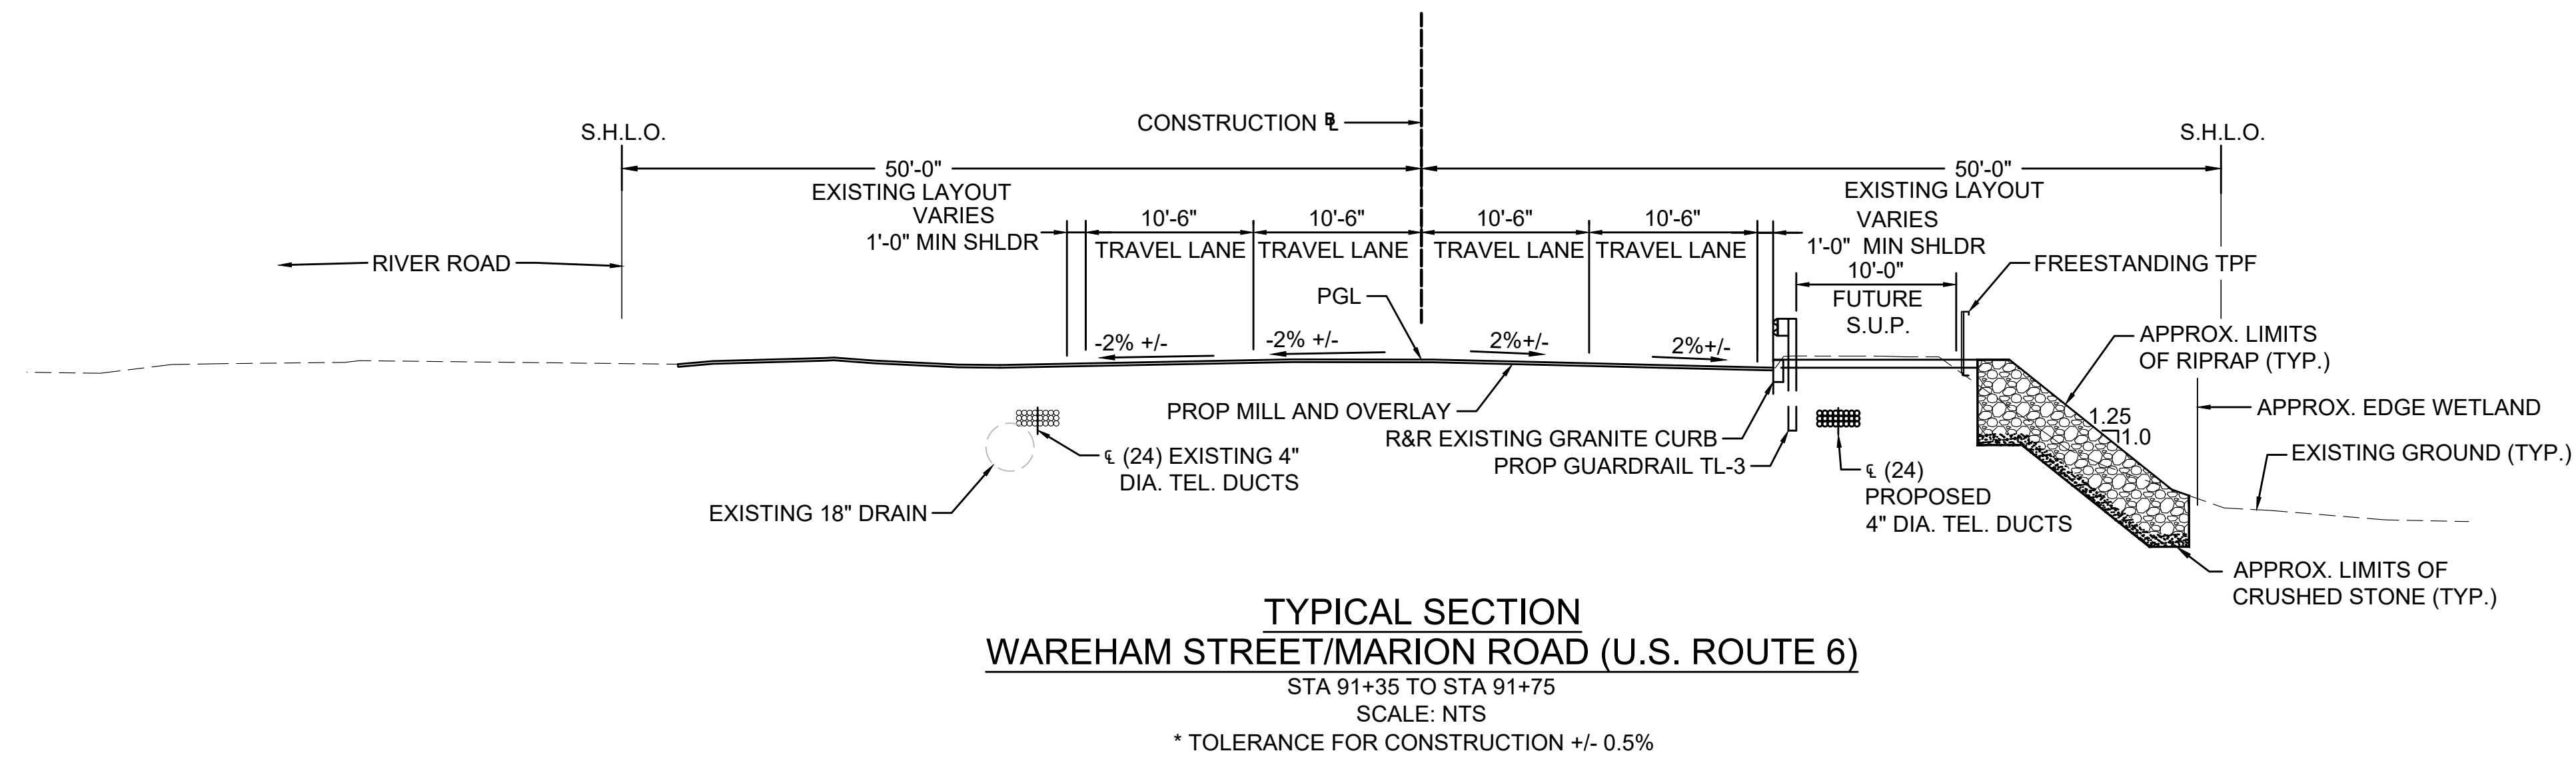 CONSTRUCTION ℄
S.H.L.O.
S.H.L.O.
50'-0"
EXISTING LAYOUT
50'-0"
EXISTING LAYOUT
VARIES
1'-0" MIN SHLDR
10'-6"
TRAVEL LANE
10'-6"
TRAVEL LANE
10'-6"
TRAVEL LANE
10'-6"
TRAVEL LANE
VARIES
1'-0" MIN SHLDR
RIVER ROAD
10'-0"
FUTURE
S.U.P.
FREESTANDING TPF
PGL
-2% +/-
-2% +/-
2%+/-
2%+/-
APPROX. LIMITS
OF RIPRAP (TYP.)
PROP MILL AND OVERLAY
R&R EXISTING GRANITE CURB
PROP GUARDRAIL TL-3
1.25
1.0
APPROX. EDGE WETLAND
EXISTING GROUND (TYP.)
℄ (24) EXISTING 4"
DIA. TEL. DUCTS
EXISTING 18" DRAIN
℄ (24)
PROPOSED
4" DIA. TEL. DUCTS
APPROX. LIMITS OF
CRUSHED STONE (TYP.)
TYPICAL SECTION
WAREHAM STREET/MARION ROAD (U.S. ROUTE 6)
STA 91+35 TO STA 91+75
SCALE: NTS
* TOLERANCE FOR CONSTRUCTION +/- 0.5%